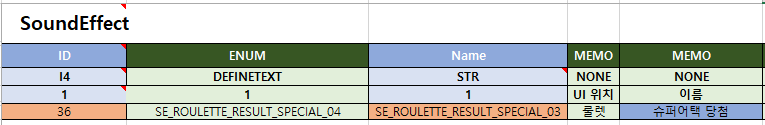 SoundEffect
ID ENUM Name MEMO MEMO
I4 DEFINETEXT STR NONE NONE
1 1 1 UI 위치 이름
36 SE_ROULETTE_RESULT_SPECIAL_04 SE_ROULETTE_RESULT_SPECIAL_03 룰렛 슈퍼어택 당첨